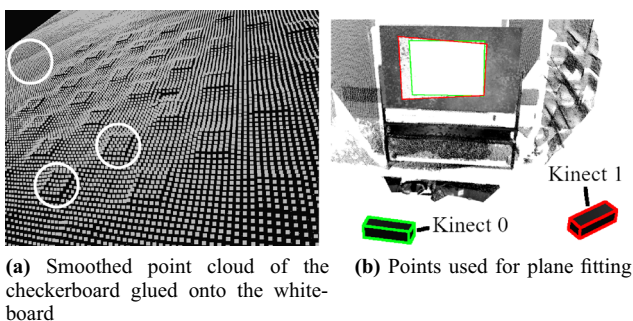 Kinect 1
Kinect 0
(a) Smoothed point cloud of the
checkerboard glued onto the white-
board
(b) Points used for plane fitting